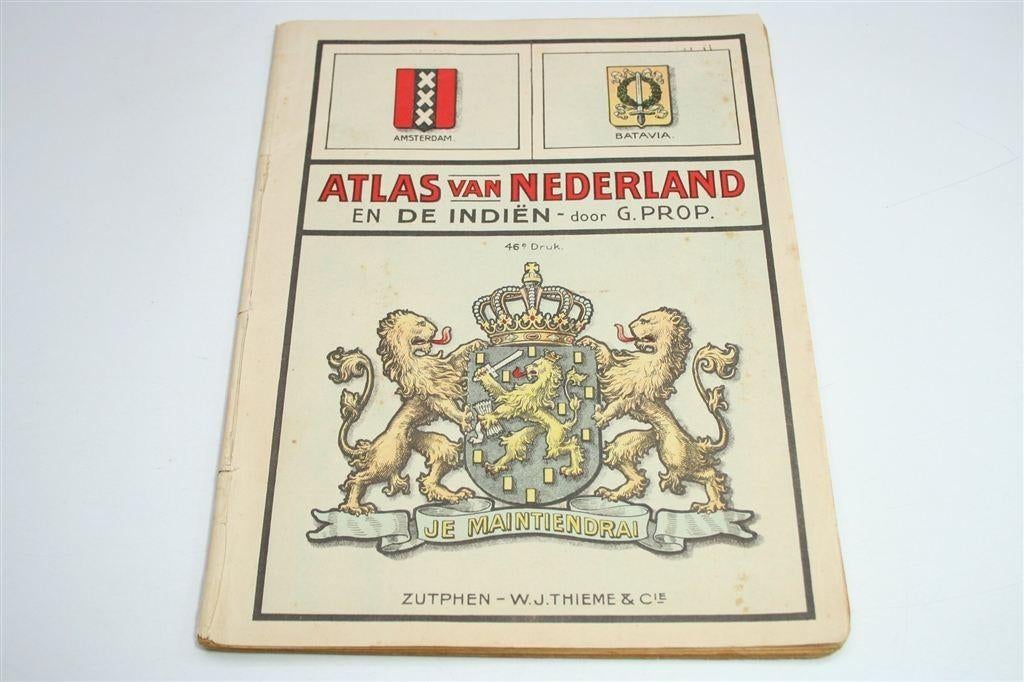 AMSTERDAM.
BATAVIA.
ATLAS VAN NEDERLAND
EN DE INDIËN - door G. PROP.
46e Druk.
JE MAINTIENDRAI
ZUTPHEN - W. J. THIEME & CIE